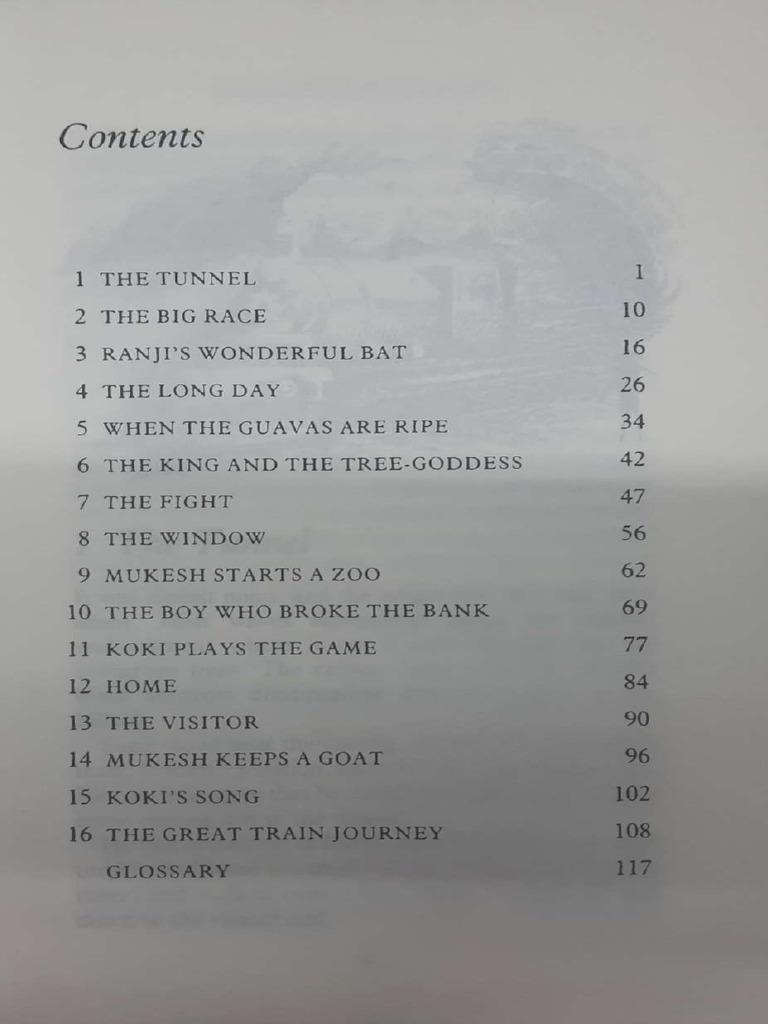 Contents
1 THE TUNNEL 1
2 THE BIG RACE 10
3 RANJI'S WONDERFUL BAT 16
4 THE LONG DAY 26
5 WHEN THE GUAVAS ARE RIPE 34
6 THE KING AND THE TREE-GODDESS 42
7 THE FIGHT 47
8 THE WINDOW 56
9 MUKESH STARTS A ZOO 62
10 THE BOY WHO BROKE THE BANK 69
11 KOKI PLAYS THE GAME 77
12 HOME 84
13 THE VISITOR 90
14 MUKESH KEEPS A GOAT 96
15 KOKI'S SONG 102
16 THE GREAT TRAIN JOURNEY 108
GLOSSARY 117